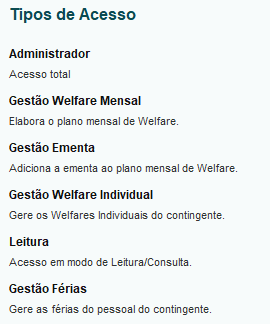 Tipos de Acesso
Administrador
Acesso total
Gestão Welfare Mensal
Elabora o plano mensal de Welfare.
Gestão Ementa
Adiciona a ementa ao plano mensal de Welfare.
Gestão Welfare Individual
Gere os Welfares Individuais do contingente.
Leitura
Acesso em modo de Leitura/Consulta.
Gestão Férias
Gere as férias do pessoal do contingente.